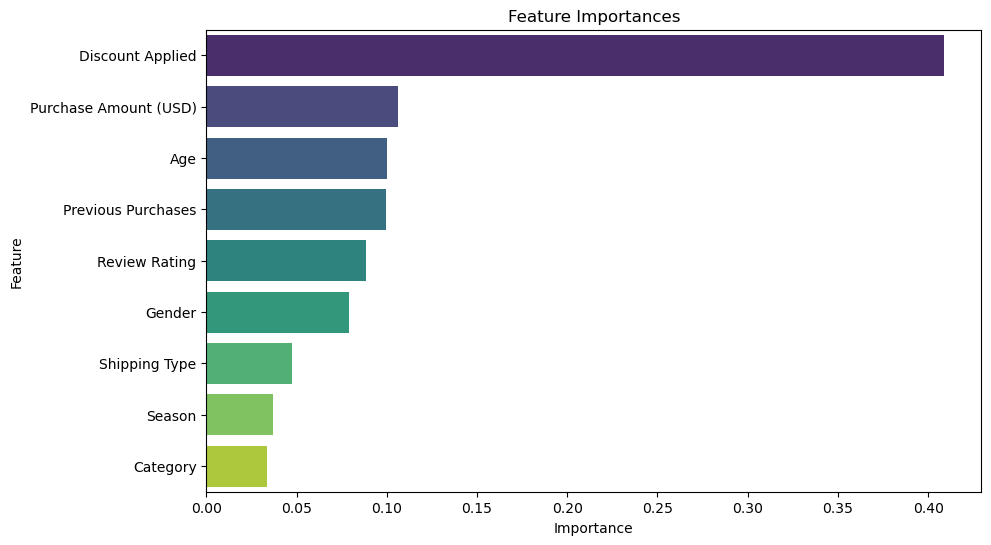 Feature Importances
Discount Applied
Purchase Amount (USD)
Age
Previous Purchases
Review Rating
Gender
Shipping Type
Season
Category
Feature
0.00 0.05 0.10 0.15 0.20 0.25 0.30 0.35 0.40
Importance